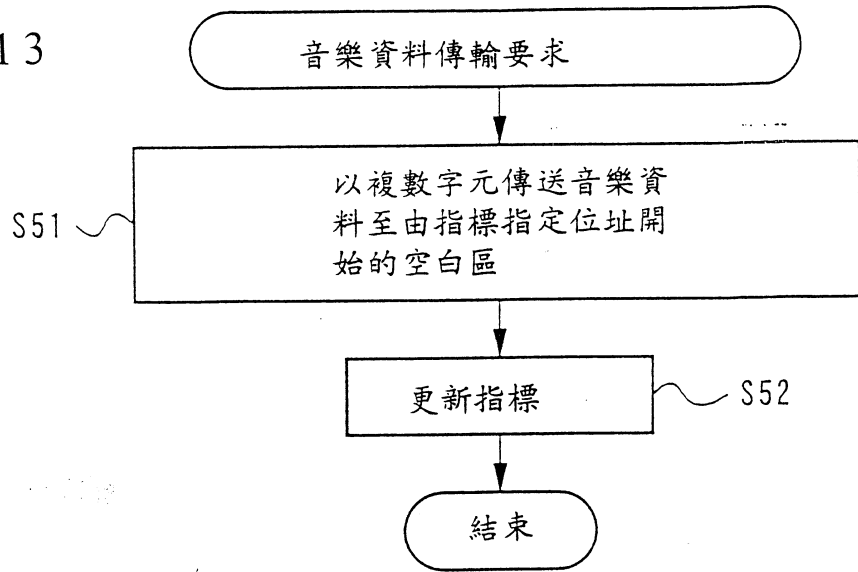 13
音樂資料傳輸要求
以複數字元傳送音樂資
料至由指標指定位址開
始的空白區
S51
更新指標
S52
結束